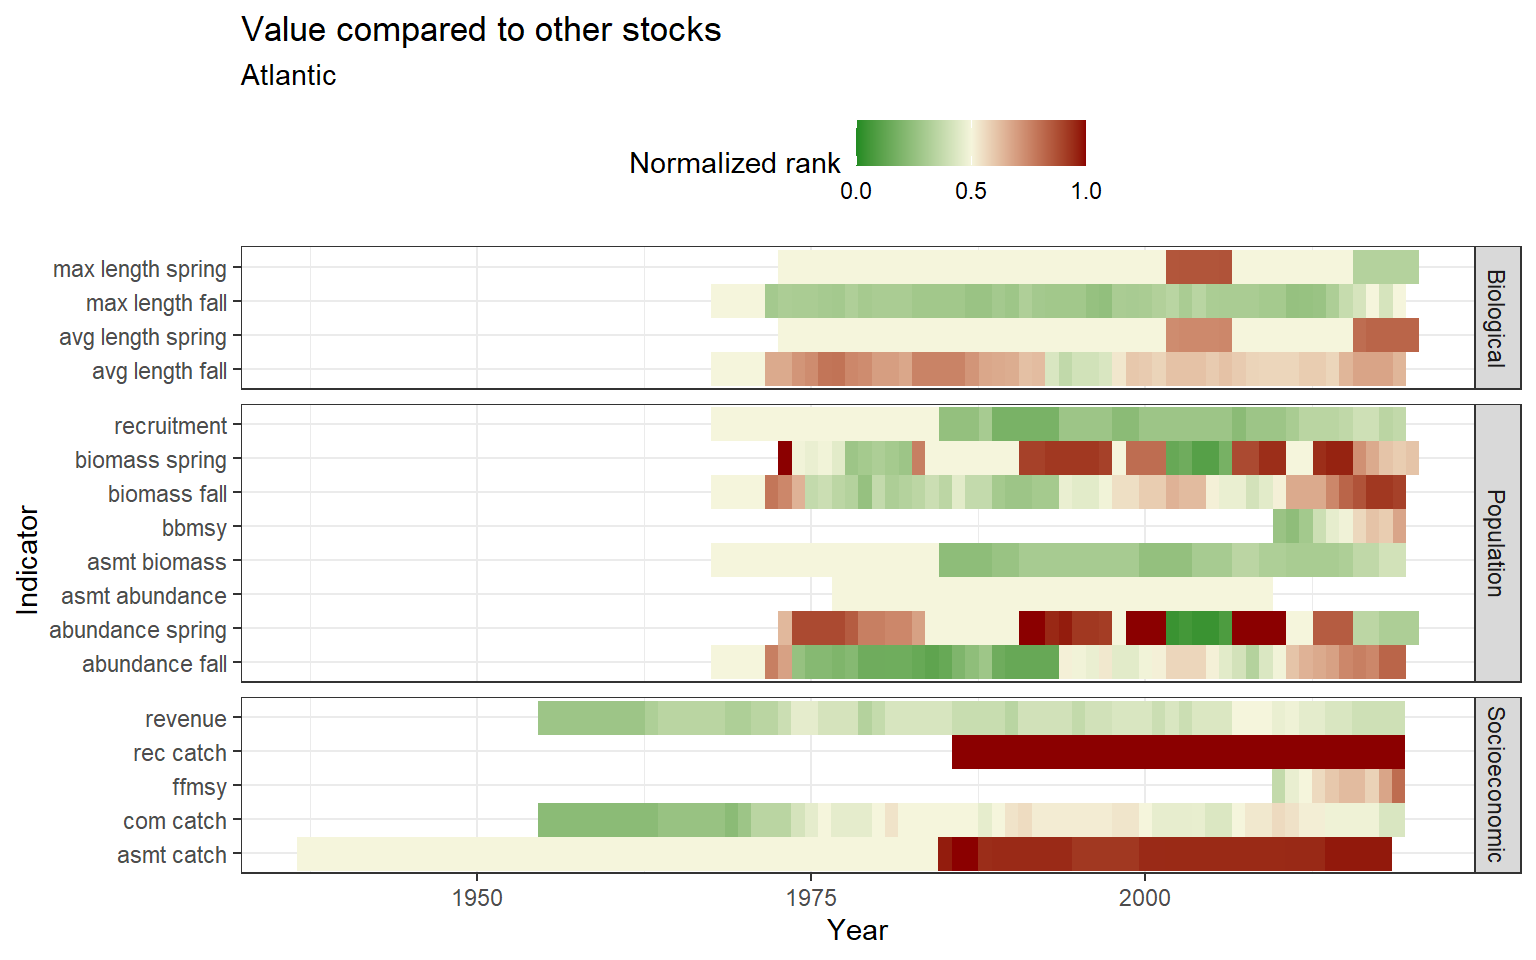 Value compared to other stocks
Atlantic
Normalized rank
0.0 0.5 1.0
max length spring
max length fall
avg length spring
avg length fall
Biological
recruitment
biomass spring
biomass fall
bbmsy
asmt biomass
asmt abundance
abundance spring
abundance fall
Population
revenue
rec catch
ffmsy
com catch
asmt catch
Socioeconomic
Indicator
1950 1975 2000
Year